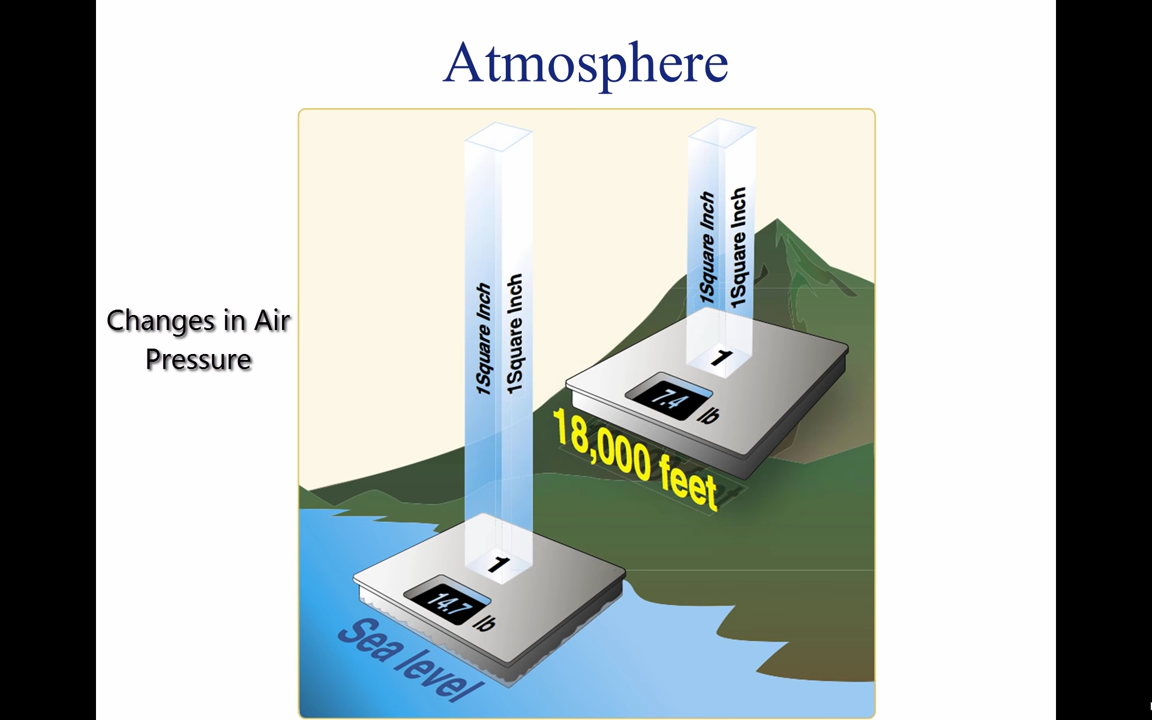 Atmosphere
Changes in Air
Pressure
1Square Inch
1Square Inch
1
7.4
lb
18,000 feet
1Square Inch
1Square Inch
1
14.7
lb
Sea level